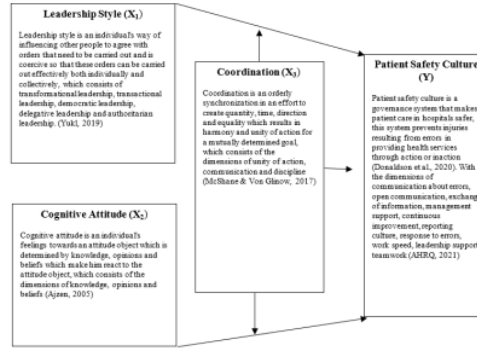 Leadership Style (X₁)
Leadership style is an individual's way of
influencing other people to agree with
orders that need to be carried out and is
coercive so that these orders can be carried
out effectively both individually and
collectively, which consists of
transformational leadership, transactional
leadership, democratic leadership,
delegative leadership and authoritarian
leadership. (Yukl, 2019)
Coordination (X₃)
Coordination is an orderly
synchronization in an effort to
create quantity, time, direction
and equality which results in
harmony and unity of action for
a mutually determined goal,
which consists of the
dimensions of unity of action,
communication and discipline
(McShane & Von Glinow, 2017)
Cognitive Attitude (X₂)
Cognitive attitude is an individual's
feelings towards an attitude object which is
determined by knowledge, opinions and
beliefs which make him react to the
attitude object, which consists of the
dimensions of knowledge, opinions and
beliefs (Ajzen, 2005)
Patient Safety Culture
(Y)
Patient safety culture is a
governance system that makes
patient care in hospitals safer,
this system prevents injuries
resulting from errors in
providing health services
through action or inaction
(Donaldson et al., 2020). With
the dimensions of
communication about errors,
open communication, exchange
of information, management
support, continuous
improvement, reporting
culture, response to errors,
work speed, leadership support
teamwork (AHRQ, 2021)